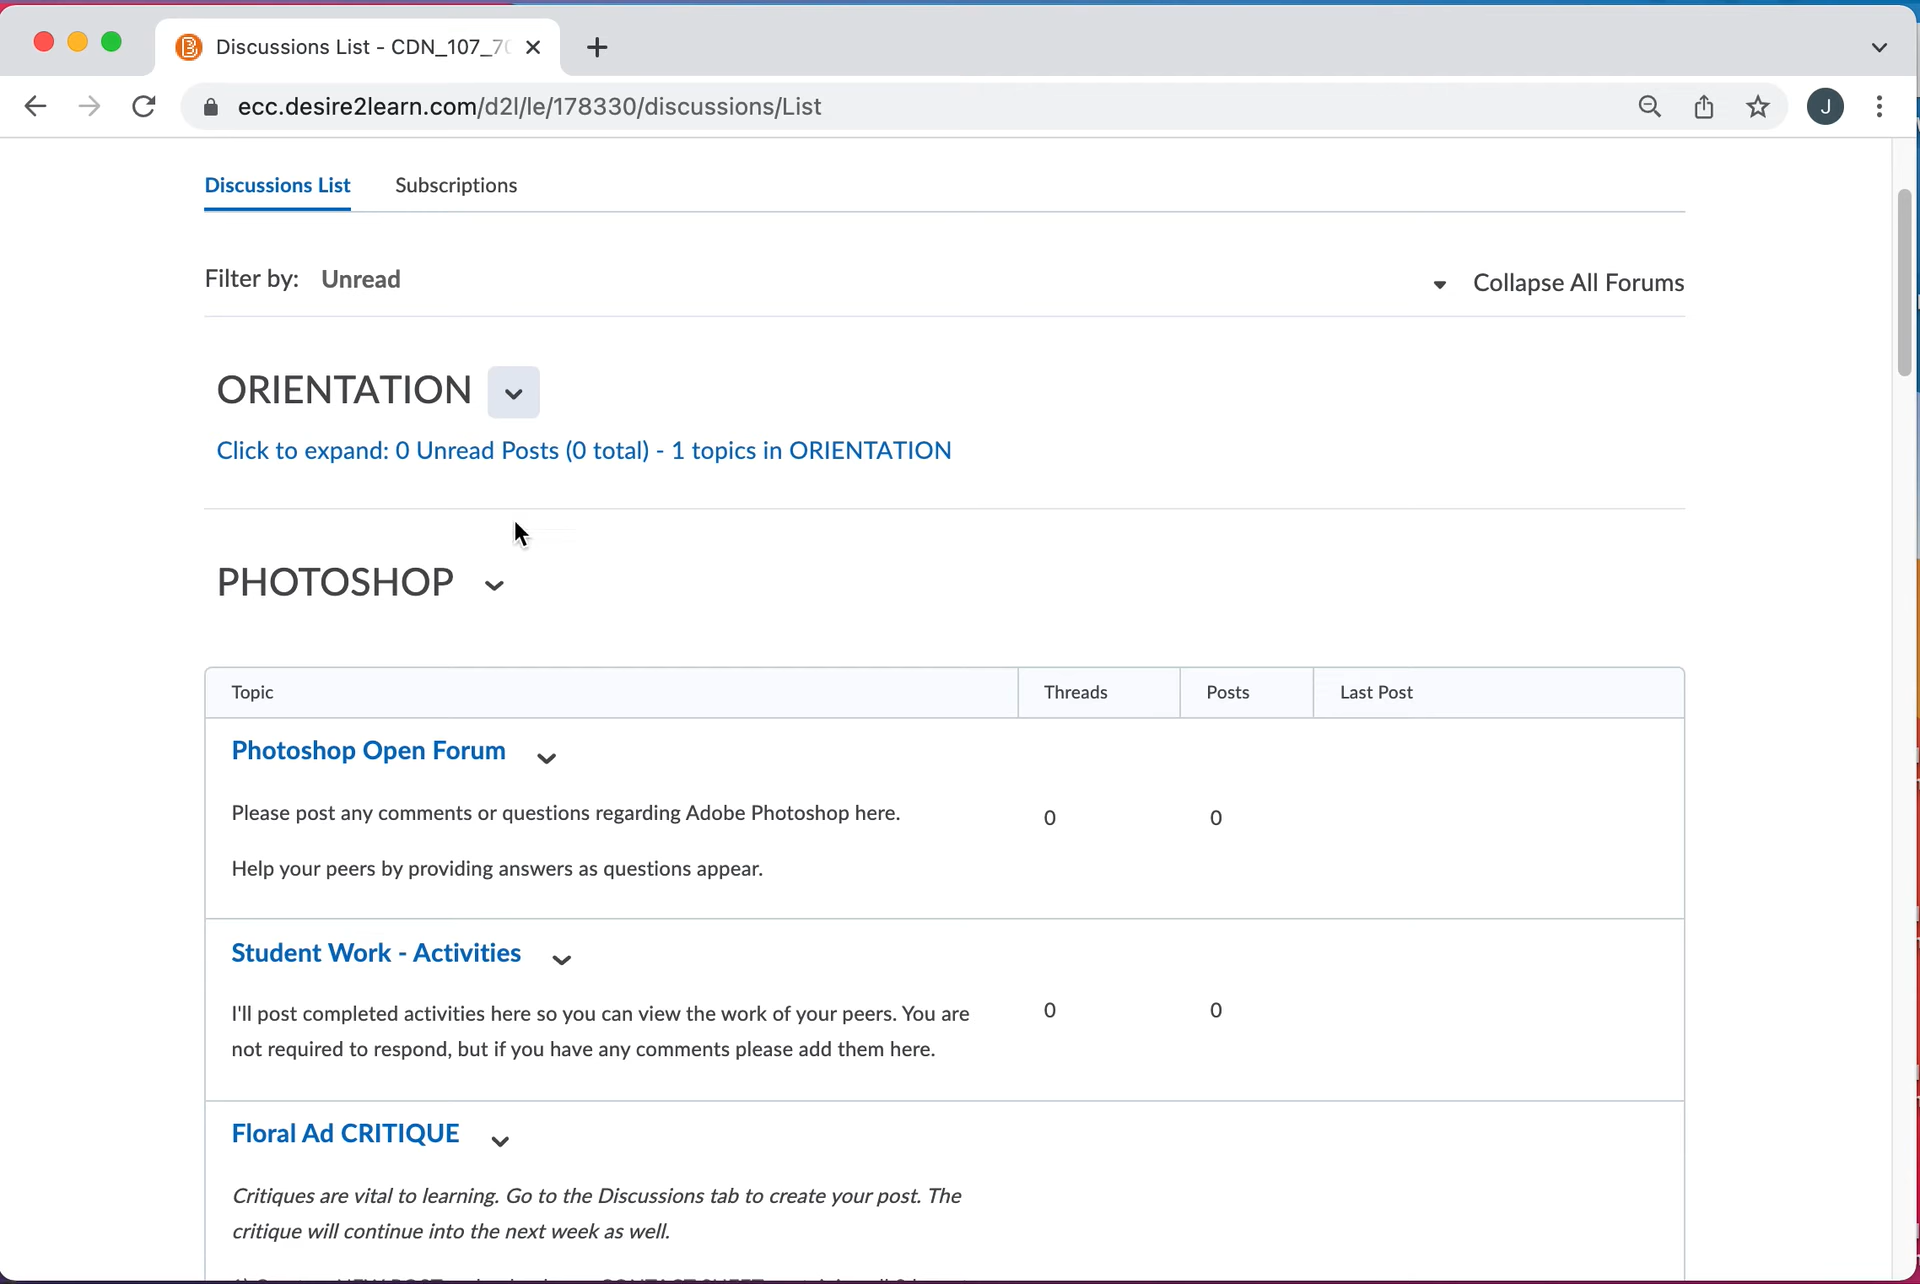 Discussions List - CDN_107_70
ecc.desire2learn.com/d2l/le/178330/discussions/List
J
Discussions List
Subscriptions
Filter by: Unread
Collapse All Forums
ORIENTATION
Click to expand: 0 Unread Posts (0 total) - 1 topics in ORIENTATION
PHOTOSHOP
Topic
Threads
Posts
Last Post
Photoshop Open Forum
Please post any comments or questions regarding Adobe Photoshop here.
0
0
Help your peers by providing answers as questions appear.
Student Work - Activities
I'll post completed activities here so you can view the work of your peers. You are
0
0
not required to respond, but if you have any comments please add them here.
Floral Ad CRITIQUE
Critiques are vital to learning. Go to the Discussions tab to create your post. The
critique will continue into the next week as well.